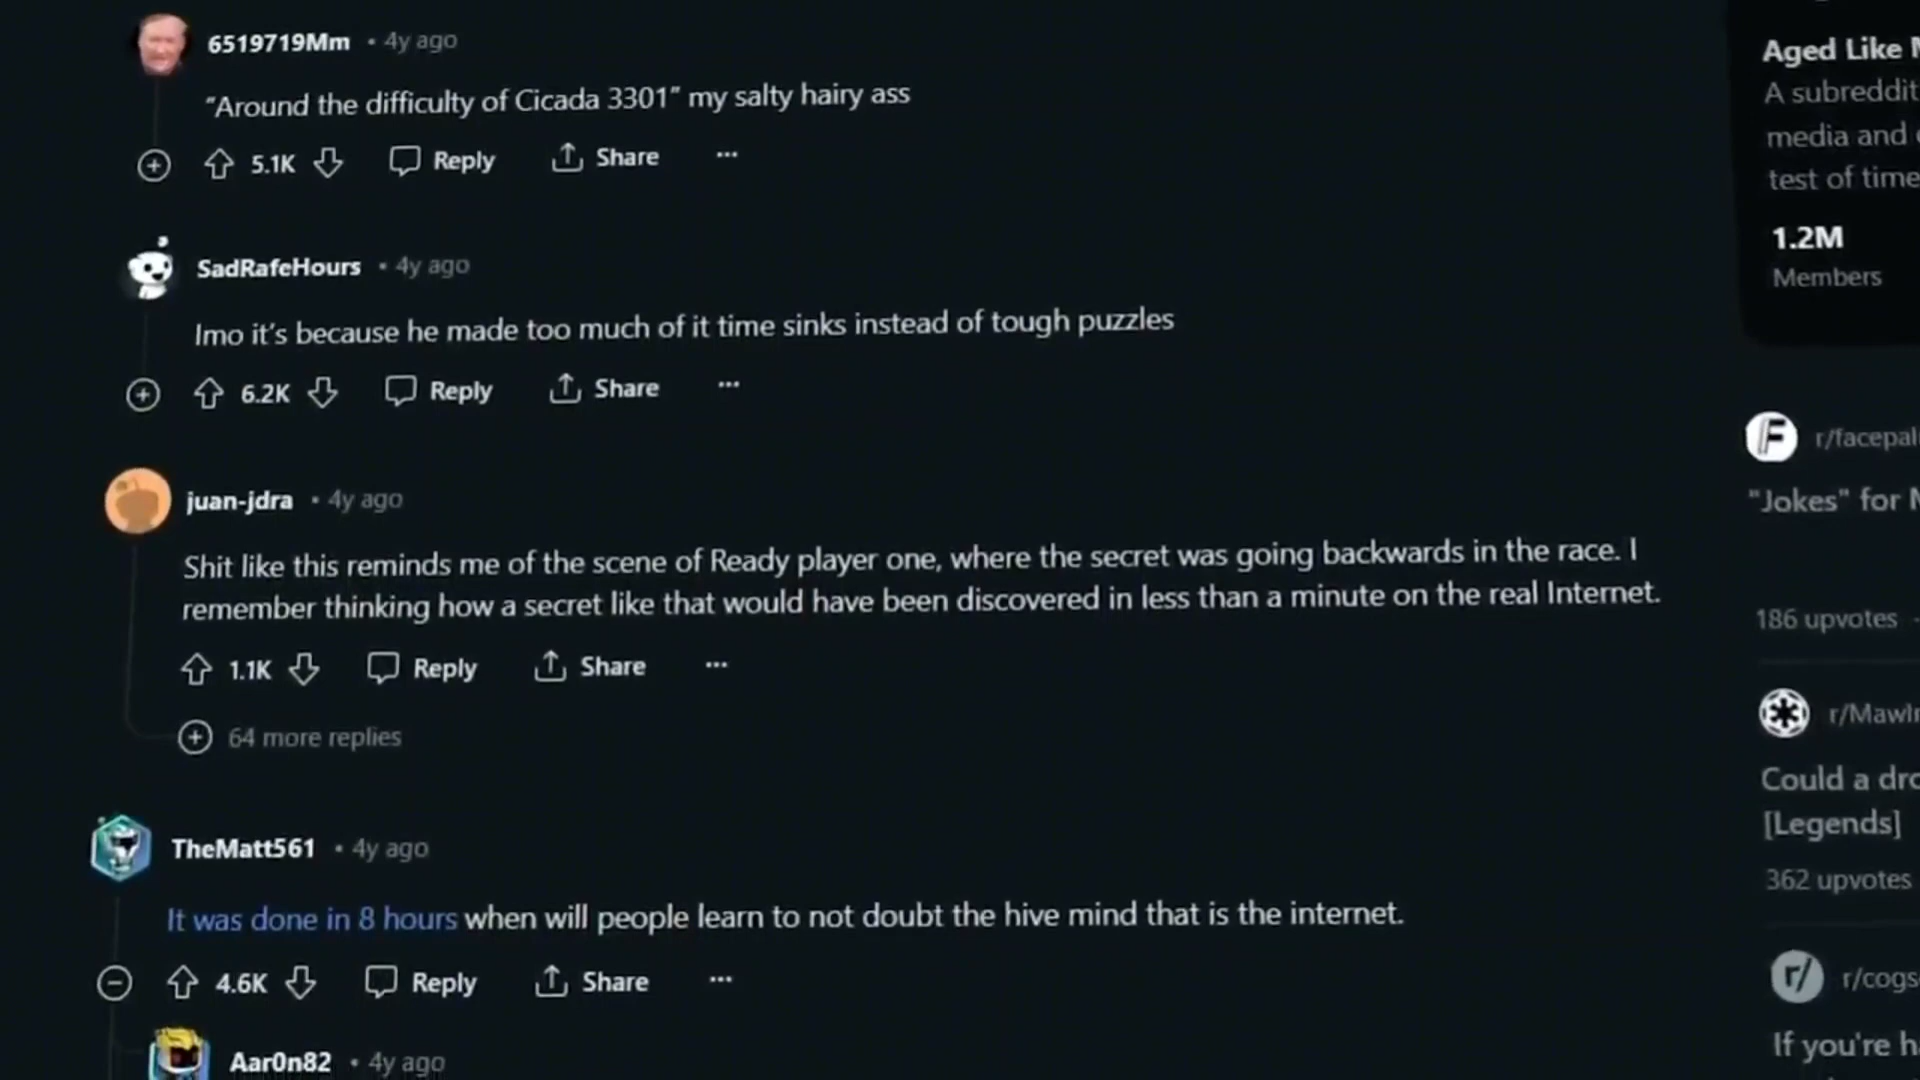 6519719Mm • 4y ago
"Around the difficulty of Cicada 3301" my salty hairy ass
5.1K Reply Share ...
SadRafeHours • 4y ago
Imo it's because he made too much of it time sinks instead of tough puzzles
6.2K Reply Share ...
juan-jdra • 4y ago
Shit like this reminds me of the scene of Ready player one, where the secret was going backwards in the race. I
remember thinking how a secret like that would have been discovered in less than a minute on the real Internet.
1.1K Reply Share ...
64 more replies
TheMatt561 • 4y ago
It was done in 8 hours when will people learn to not doubt the hive mind that is the internet.
4.6K Reply Share ...
Aar0n82 • 4y ago
Aged Like
A subreddit
media and
test of time
1.2M
Members
r/facepal
"Jokes" for
186 upvotes
r/MawIn
Could a dro
[Legends]
362 upvotes
r/
r/cogs
If you're h